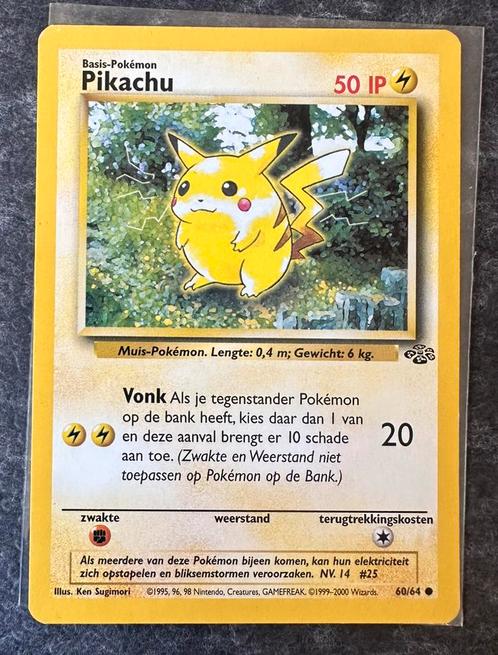 Basis-Pokémon
Pikachu
50 IP
Muis-Pokémon. Lengte: 0,4 m; Gewicht: 6 kg.
Vonk Als je tegenstander Pokémon
op de bank heeft, kies daar dan 1 van
en deze aanval brengt er 10 schade
aan toe. (Zwakte en Weerstand niet
toepassen op Pokémon op de Bank.)
20
zwakte weerstand terugtrekkingskosten
Als meerdere van deze Pokémon bijeen komen, kan hun elektriciteit
zich opstapelen en bliksemstormen veroorzaken. NV. 14 #25
Illus. Ken Sugimori ©1995, 96, 98 Nintendo, Creatures, GAMEFREAK. ©1999-2000 Wizards. 60/64